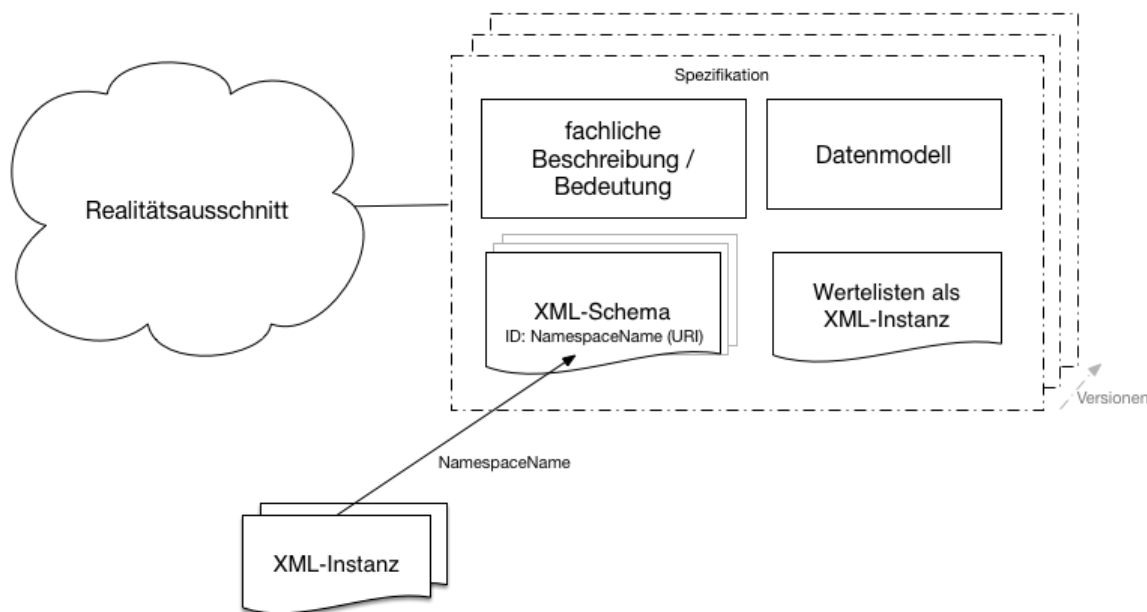 Spezifikation
fachliche
Beschreibung /
Bedeutung
Datenmodell
Realitätsausschnitt
XML-Schema
ID: NamespaceName (URI)
Wertelisten als
XML-Instanz
Versionen
NamespaceName
XML-Instanz